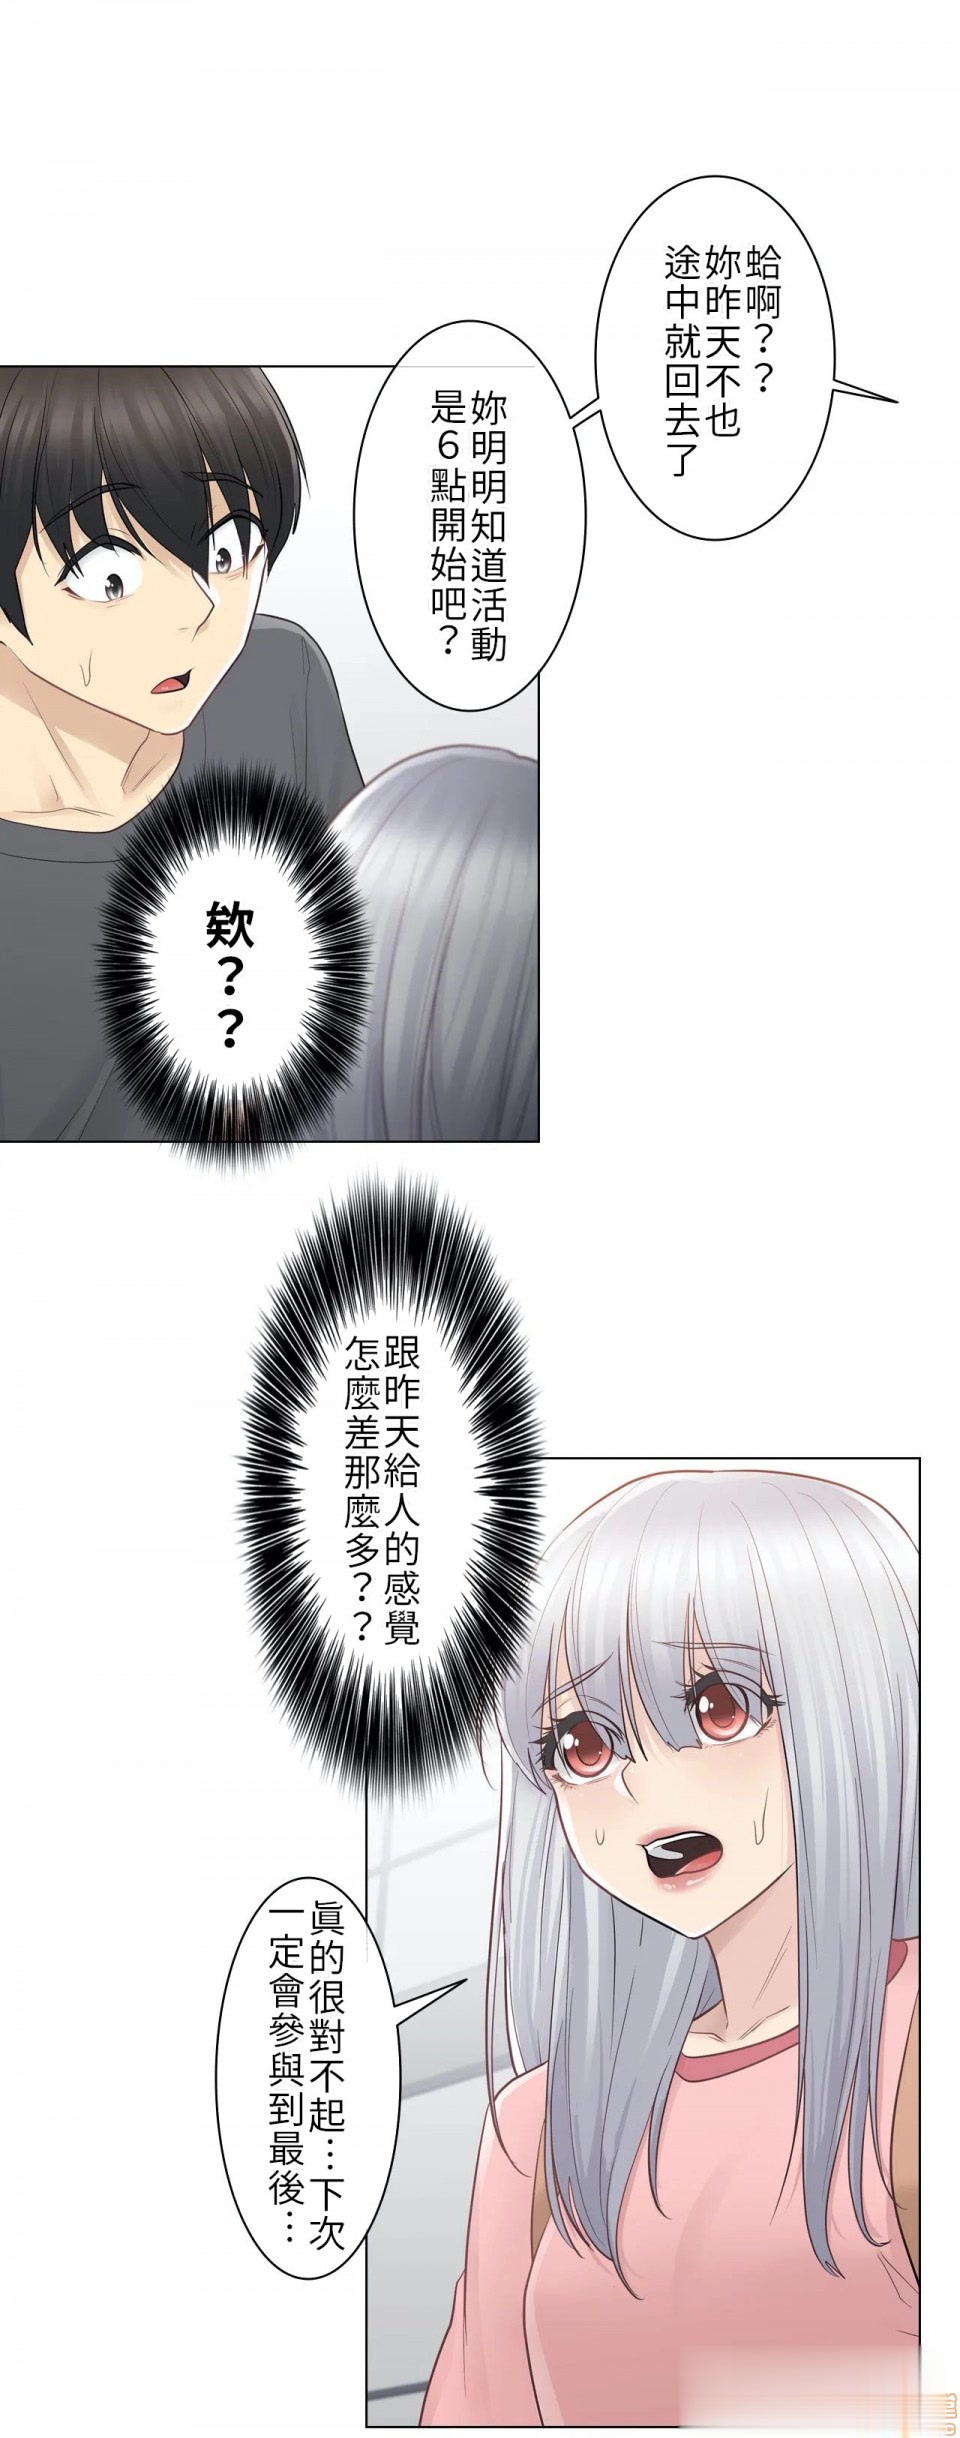 蛤啊？？
妳昨天不也
途中就回去了
妳明明知道活動
是6點開始吧？
欸？？
跟昨天給人的感覺
怎麼差那麼多？？
眞的很對不起…下次
一定會參與到最後…